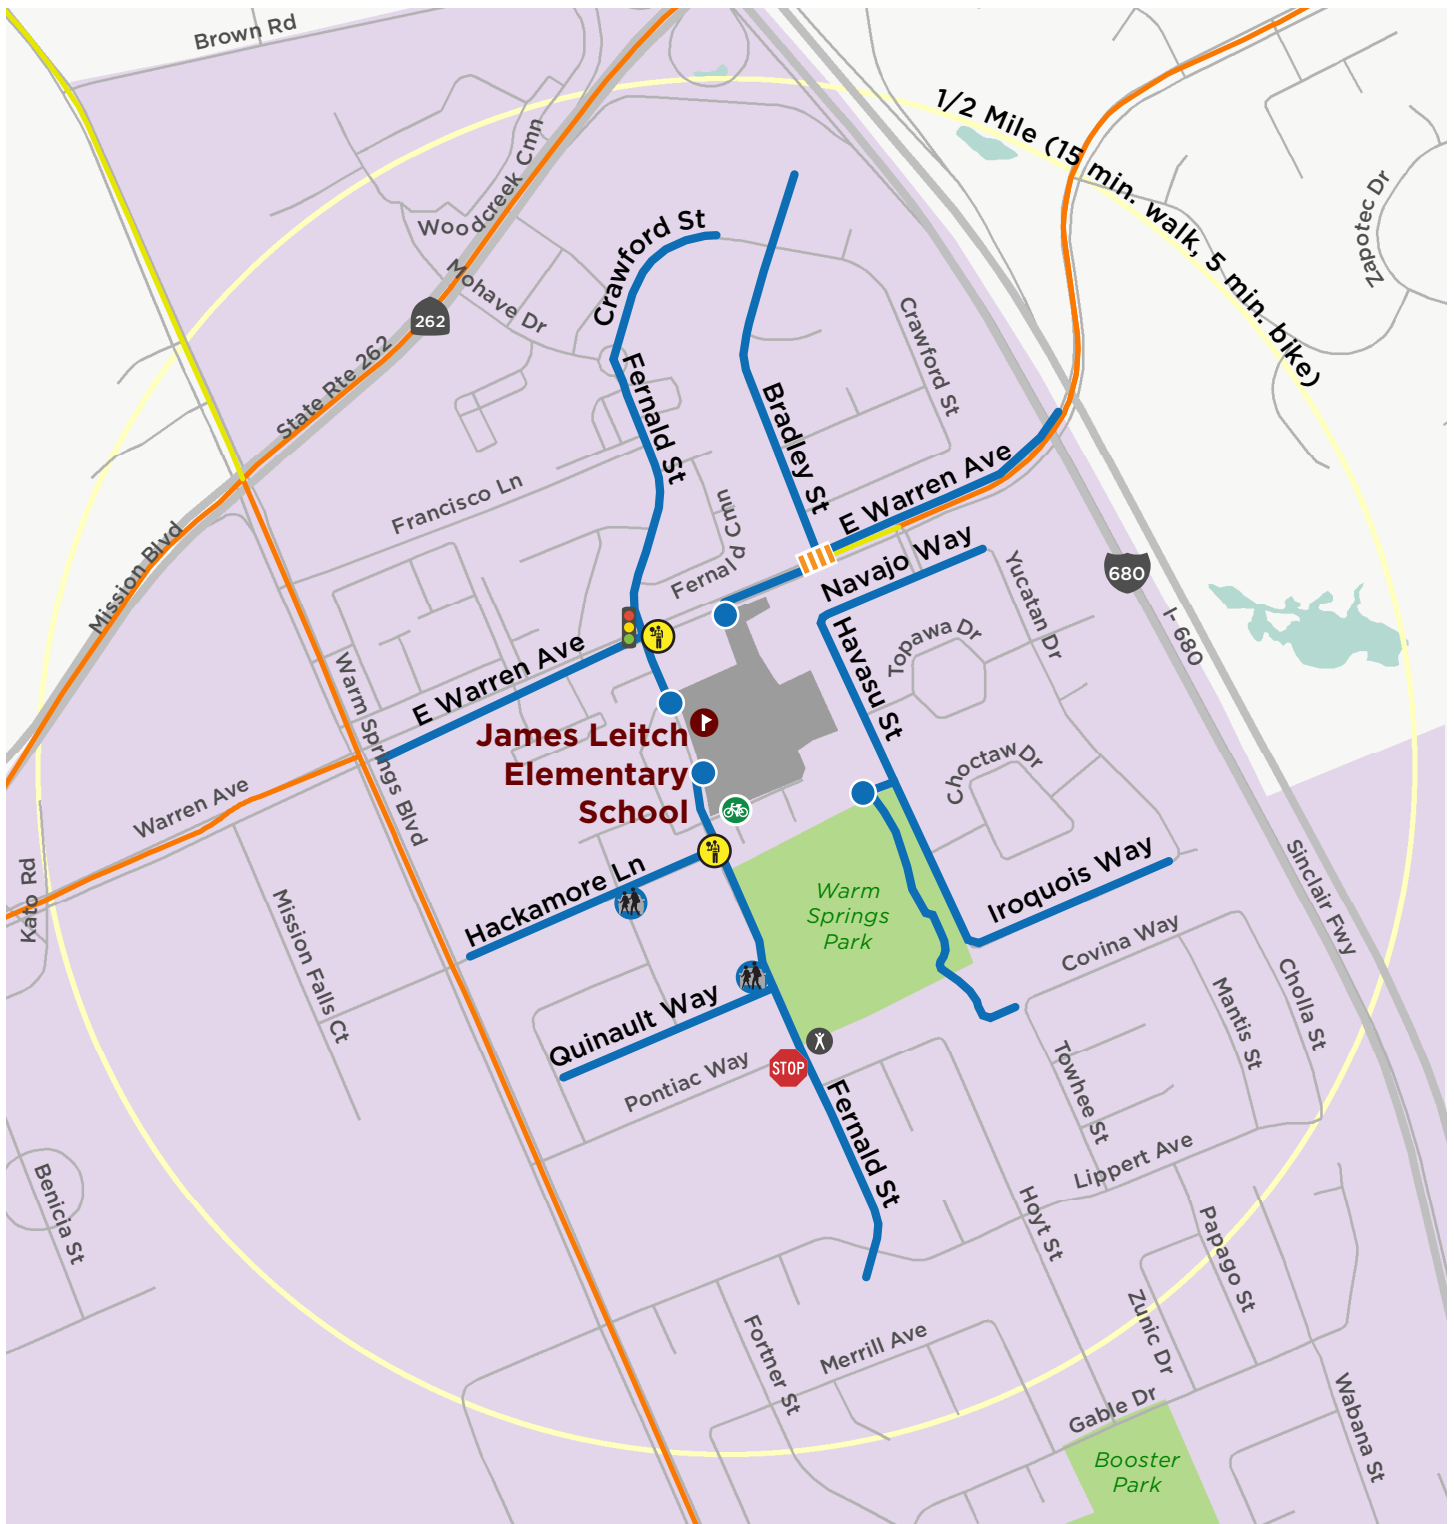 Brown Rd
1/2 Mile (15 min. walk, 5 min. bike)
Woodcreek Cmn
Zapotec Dr
Crawford St
Mohave Dr
262
State Rte 262
Crawford St
Fernald St
Bradley St
Francisco Ln
E Warren Ave
Fernald Cmn
Mission Blvd
Navajo Way
Yucatan Dr
680
I-680
Topawa Dr
Havasu St
E Warren Ave
Warm Springs Blvd
James Leitch
Elementary
School
Choctaw Dr
Warren Ave
Kato Rd
Hackamore Ln
Warm
Springs
Park
Iroquois Way
Sinclair Fwy
Mission Falls Ct
Covina Way
Cholla St
Mantis St
Quinault Way
Pontiac Way
STOP
Towhee St
Fernald St
Lippert Ave
Benicia St
Hoyt St
Papago St
Zunic Dr
Fortner St
Merrill Ave
Gable Dr
Wabana St
Booster
Park